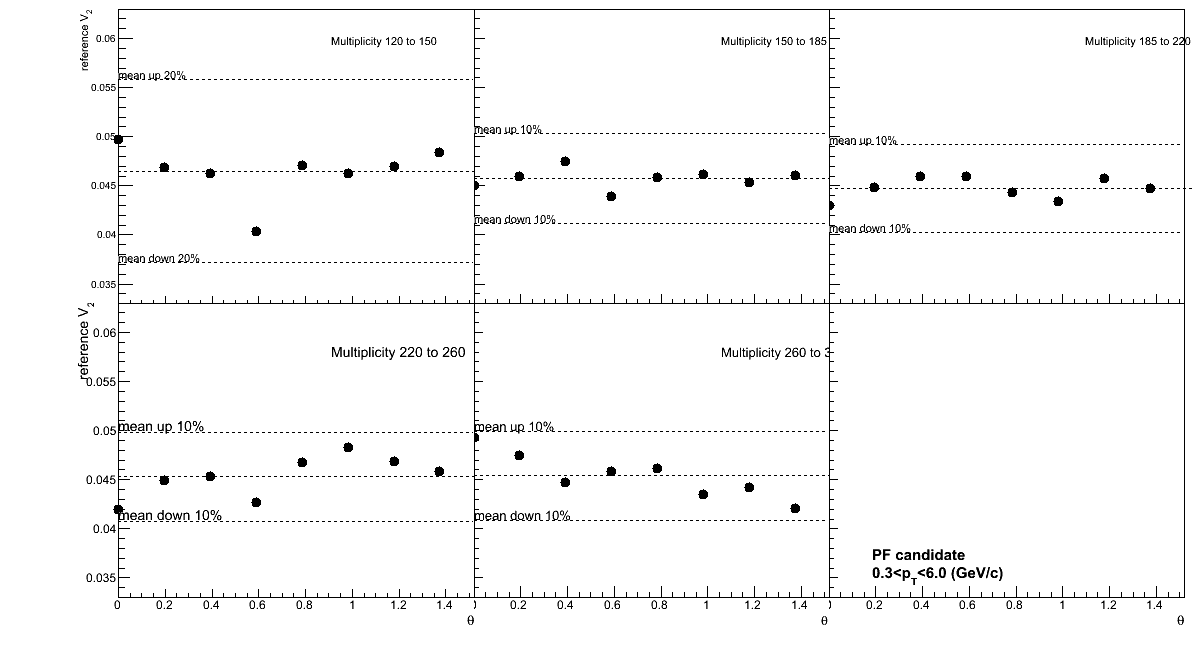 reference V2
0.06
0.055
0.05
0.045
0.04
0.035
Multiplicity 120 to 150
mean up 20%
mean down 20%
Multiplicity 150 to 185
mean up 10%
mean down 10%
Multiplicity 185 to 220
mean up 10%
mean down 10%
reference V2
0.06
0.055
0.05
0.045
0.04
0.035
Multiplicity 220 to 260
mean up 10%
mean down 10%
Multiplicity 260 to
mean up 10%
mean down 10%
PF candidate
0.3<pT<6.0 (GeV/c)
0 0.2 0.4 0.6 0.8 1 1.2 1.4
θ
0.2 0.4 0.6 0.8 1 1.2 1.4
θ
0.2 0.4 0.6 0.8 1 1.2 1.4
θ